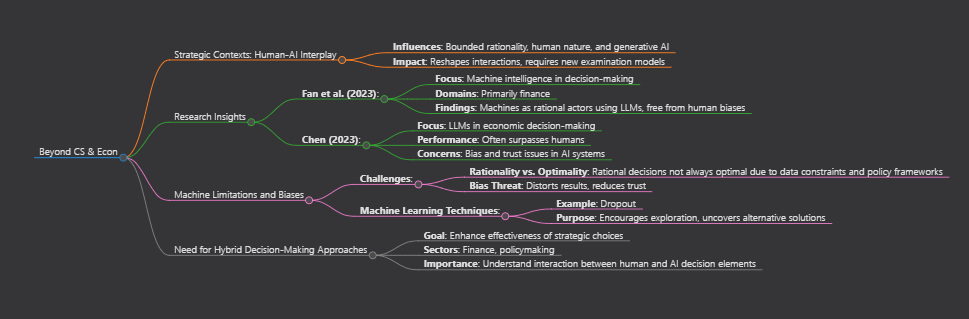 Beyond CS & Econ
Strategic Contexts: Human-AI Interplay
Influences: Bounded rationality, human nature, and generative AI
Impact: Reshapes interactions, requires new examination models
Research Insights
Fan et al. (2023):
Focus: Machine intelligence in decision-making
Domains: Primarily finance
Findings: Machines as rational actors using LLMs, free from human biases
Chen (2023):
Focus: LLMs in economic decision-making
Performance: Often surpasses humans
Concerns: Bias and trust issues in AI systems
Machine Limitations and Biases
Challenges:
Rationality vs. Optimality: Rational decisions not always optimal due to data constraints and policy frameworks
Bias Threat: Distorts results, reduces trust
Machine Learning Techniques:
Example: Dropout
Purpose: Encourages exploration, uncovers alternative solutions
Need for Hybrid Decision-Making Approaches
Goal: Enhance effectiveness of strategic choices
Sectors: Finance, policymaking
Importance: Understand interaction between human and AI decision elements